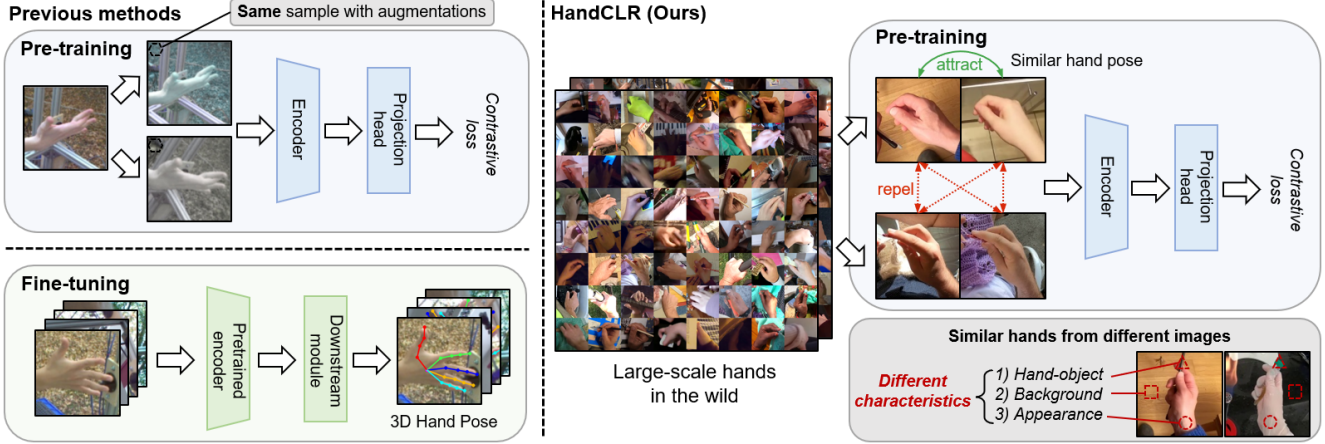 Previous methods
Same sample with augmentations
Pre-training
Encoder
Projection
head
Contrastive
loss
Fine-tuning
Pretrained
encoder
Downstream
module
3D Hand Pose
HandCLR (Ours)
Large-scale hands
in the wild
Pre-training
attract
Similar hand pose
repel
Encoder
Projection
head
Contrastive
loss
Similar hands from different images
Different
characteristics
1) Hand-object
2) Background
3) Appearance